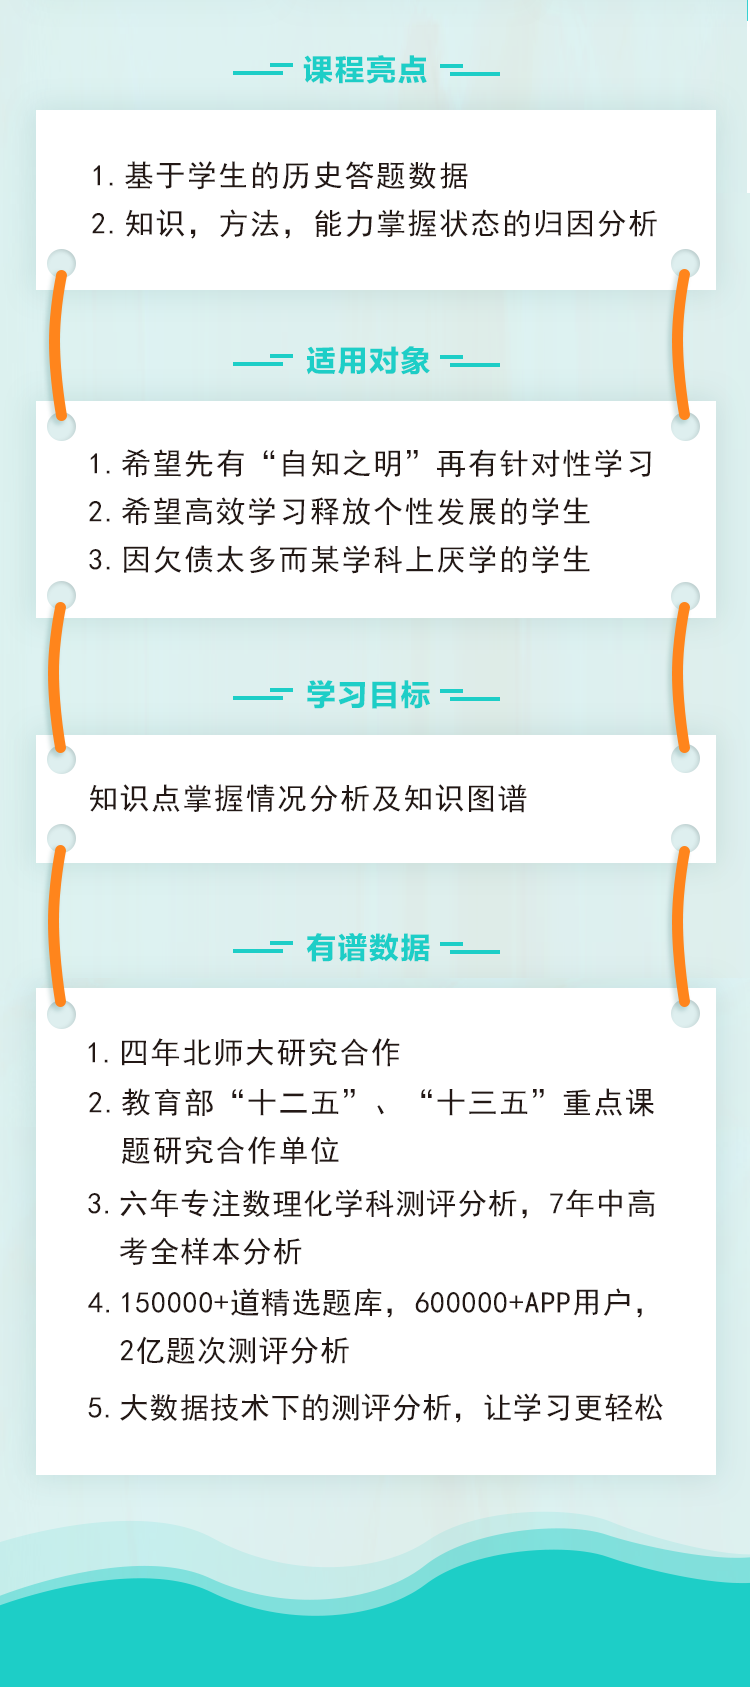 课程亮点
1. 基于学生的历史答题数据
2. 知识，方法，能力掌握状态的归因分析
适用对象
1. 希望先有“自知之明”再有针对性学习
2. 希望高效学习释放个性发展的学生
3. 因欠债太多而某学科上厌学的学生
学习目标
知识点掌握情况分析及知识图谱
有谱数据
1. 四年北师大研究合作
2. 教育部“十二五”、“十三五”重点课
题研究合作单位
3. 六年专注数理化学科测评分析，7年中高
考全样本分析
4. 150000+道精选题库，600000+APP用户，
2亿题次测评分析
5. 大数据技术下的测评分析，让学习更轻松